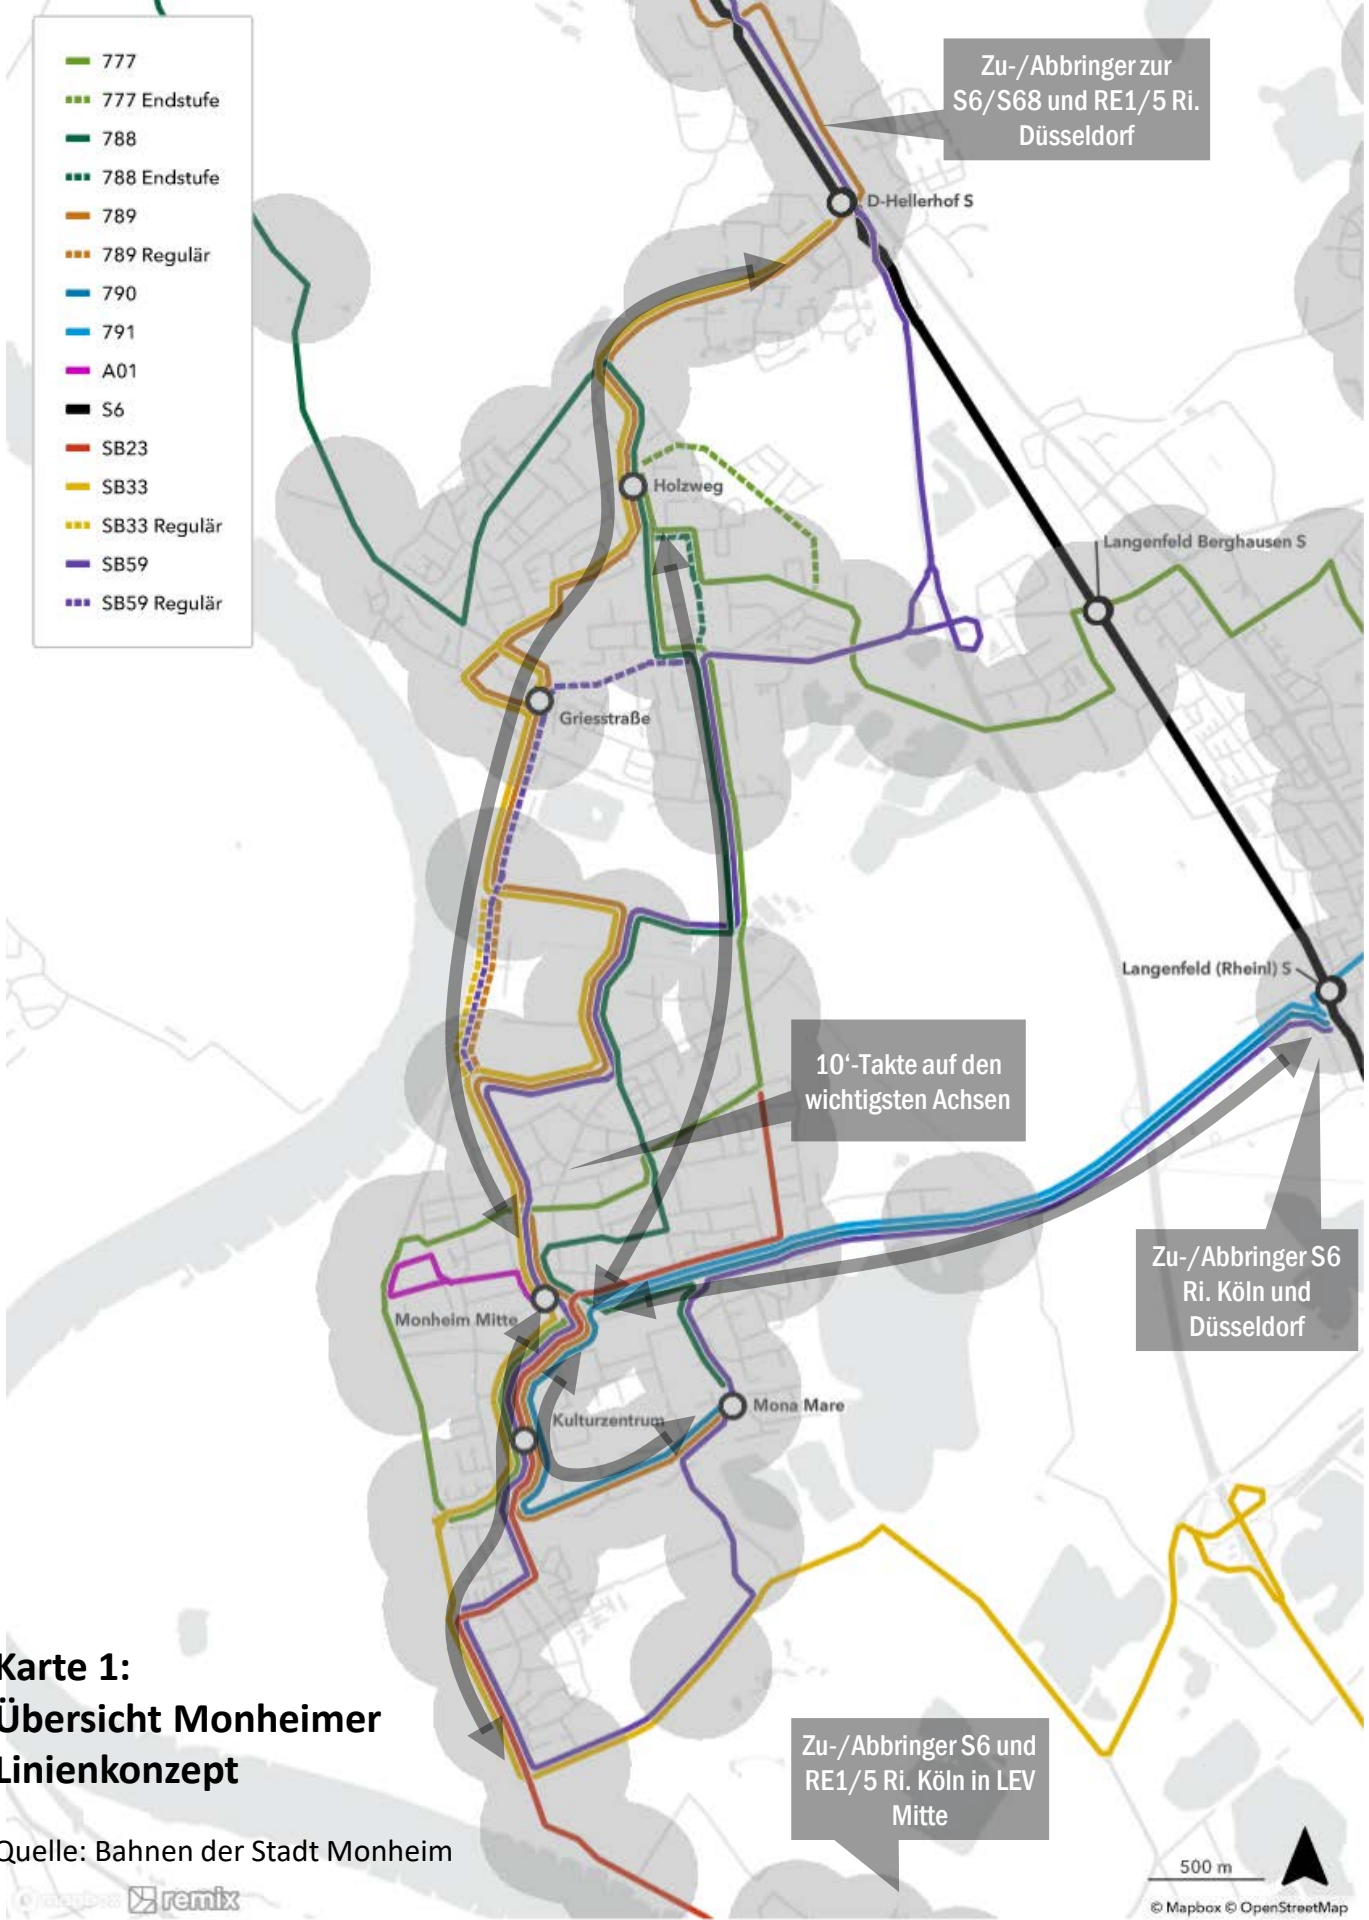 777
777 Endstufe
788
788 Endstufe
789
789 Regulär
790
791
A01
S6
SB23
SB33
SB33 Regulär
SB59
SB59 Regulär
Zu-/Abbringer zur
S6/S68 und RE1/5 Ri.
Düsseldorf
D-Hellerhof S
Holzweg
Langenfeld Berghausen S
Griesstraße
Langenfeld (Rheinl) S
10‘-Takte auf den
wichtigsten Achsen
Zu-/Abbringer S6
Ri. Köln und
Düsseldorf
Monheim Mitte
Mona Mare
Kulturzentrum
Karte 1:
Übersicht Monheimer
Linienkonzept
Zu-/Abbringer S6 und
RE1/5 Ri. Köln in LEV
Mitte
Quelle: Bahnen der Stadt Monheim
500 m
mapbox remix
© Mapbox © OpenStreetMap